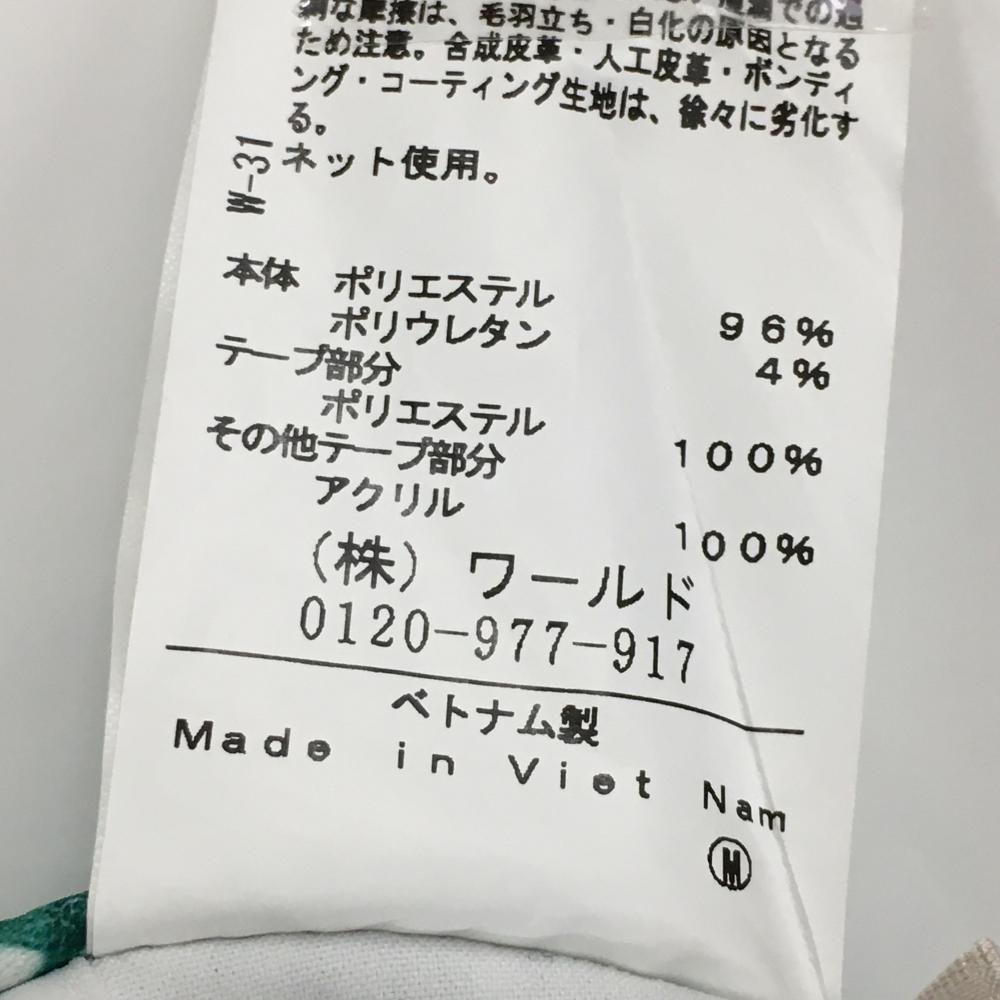 な摩擦は、毛羽立ち・白化の原因となる
ため注意。合成皮革・人工皮革・ボンディ
ング・コーティング生地は、徐々に劣化す
る。
ネット使用。
W-31
本体 ポリエステル 96%
ポリウレタン 4%
テープ部分
ポリエステル 100%
その他テープ部分
アクリル 100%
(株) ワールド
0120-977-917
ベトナム製
Made in Viet Nam
M